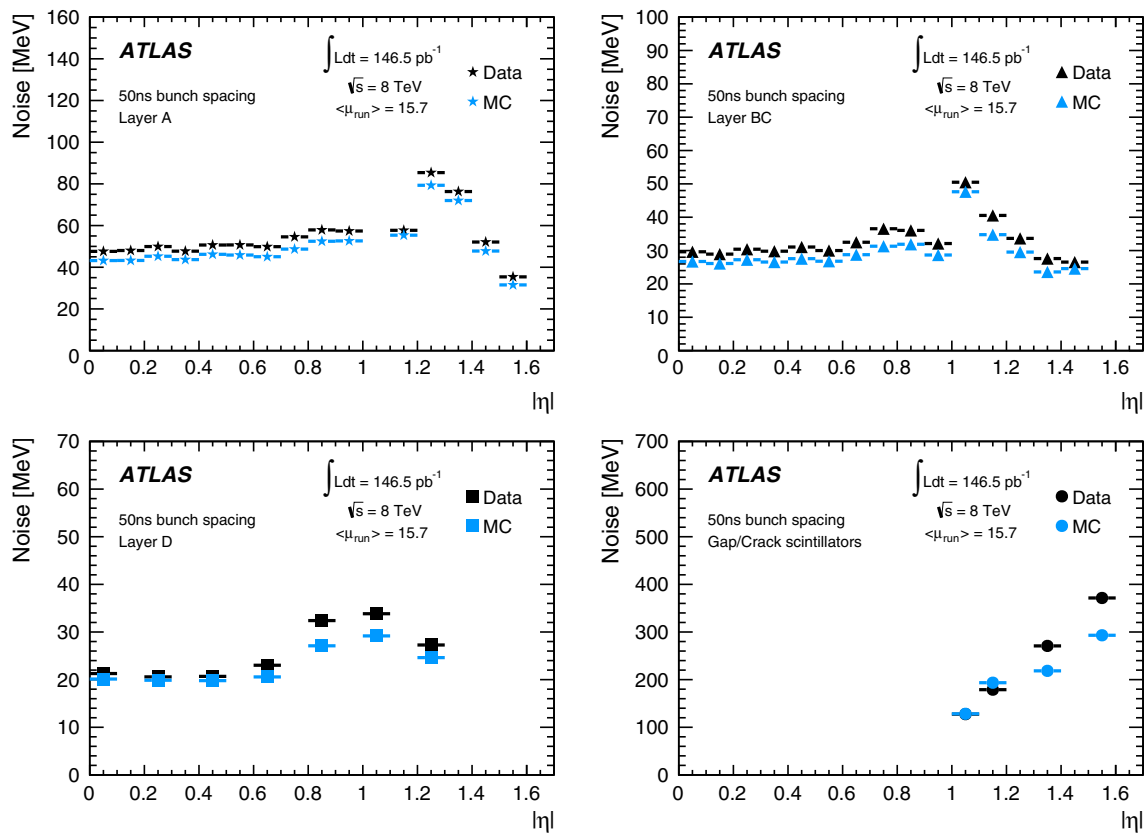 Noise [MeV]
160
140
120
100
80
60
40
20
0
0 0.2 0.4 0.6 0.8 1 1.2 1.4 1.6
|η|
ATLAS
∫ Ldt = 146.5 pb⁻¹
√s = 8 TeV
<μ_run> = 15.7
50ns bunch spacing
Layer A
Data
MC
Noise [MeV]
100
90
80
70
60
50
40
30
20
10
0
0 0.2 0.4 0.6 0.8 1 1.2 1.4 1.6
|η|
ATLAS
∫ Ldt = 146.5 pb⁻¹
√s = 8 TeV
<μ_run> = 15.7
50ns bunch spacing
Layer BC
Data
MC
Noise [MeV]
70
60
50
40
30
20
10
0
0 0.2 0.4 0.6 0.8 1 1.2 1.4 1.6
|η|
ATLAS
∫ Ldt = 146.5 pb⁻¹
√s = 8 TeV
<μ_run> = 15.7
50ns bunch spacing
Layer D
Data
MC
Noise [MeV]
700
600
500
400
300
200
100
0
0 0.2 0.4 0.6 0.8 1 1.2 1.4 1.6
|η|
ATLAS
∫ Ldt = 146.5 pb⁻¹
√s = 8 TeV
<μ_run> = 15.7
50ns bunch spacing
Gap/Crack scintillators
Data
MC